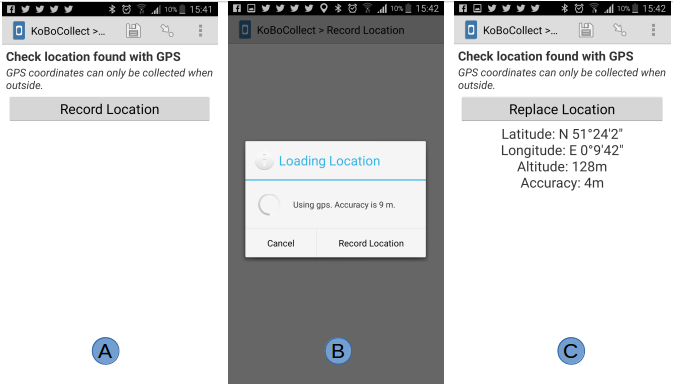 10% 15:41
KoBoCollect >...
Check location found with GPS
GPS coordinates can only be collected when
outside.
Record Location
A
10% 15:42
KoBoCollect > Record Location
Loading Location
Using gps. Accuracy is 9 m.
Cancel
Record Location
B
10% 15:42
KoBoCollect >...
Check location found with GPS
GPS coordinates can only be collected when
outside.
Replace Location
Latitude: N 51°24'2"
Longitude: E 0°9'42"
Altitude: 128m
Accuracy: 4m
C